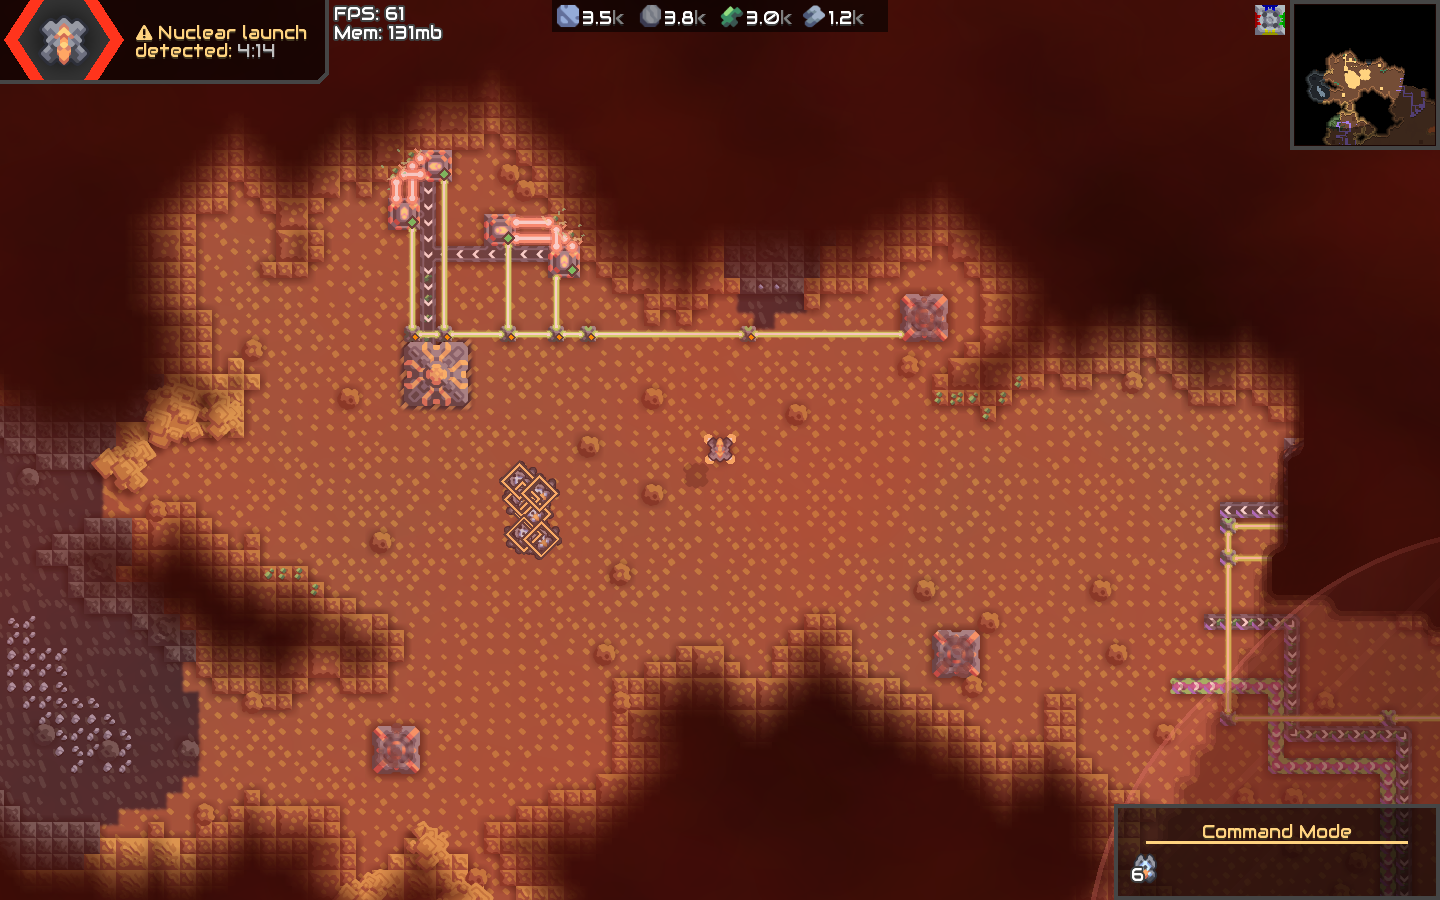 ⚠ Nuclear launch
detected: 4:14
FPS: 61
Mem: 131mb
3.5k 3.8k 3.0k 1.2k
Command Mode
6